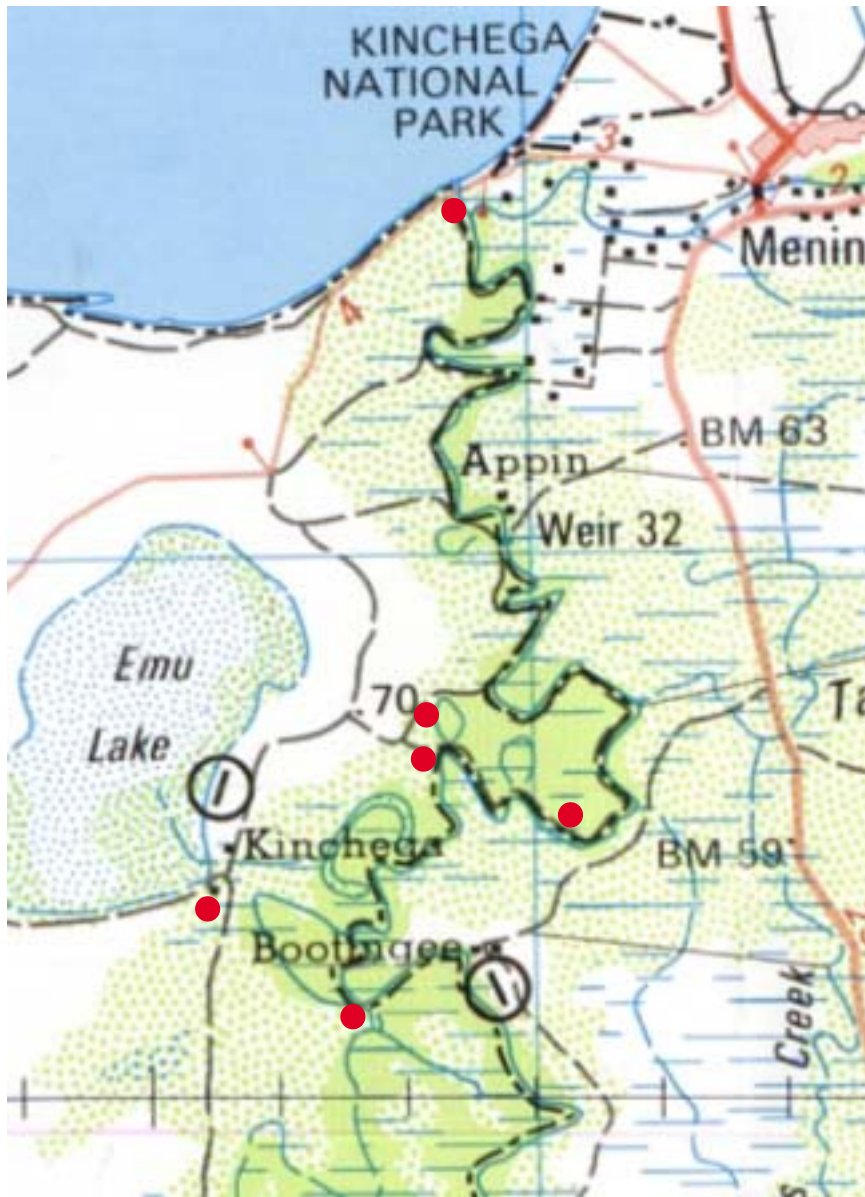 KINCHEGA
NATIONAL
PARK
3
2
Menin
4
BM 63
Appin
Weir 32
Emu
Lake
70
Kinchega
BM 59
Bootingee
Creek